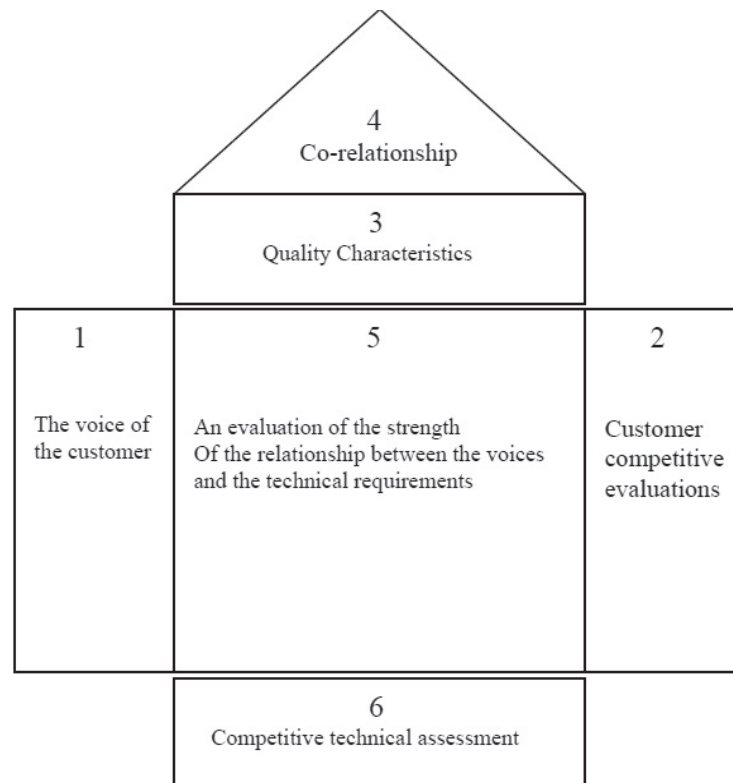 4
Co-relationship
3
Quality Characteristics
1
The voice of
the customer
5
An evaluation of the strength
Of the relationship between the voices
and the technical requirements
2
Customer
competitive
evaluations
6
Competitive technical assessment